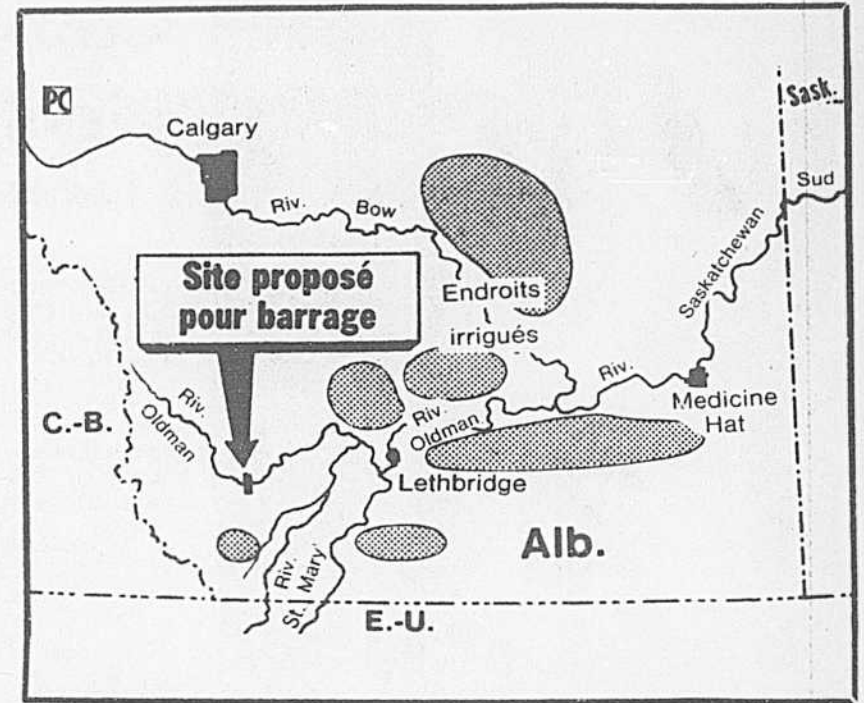 PC
Calgary
Sask.
Sud
Riv. Bow
Saskatchewan
Site proposé
pour barrage
Endroits
irrigués
Riv.
Medicine
Hat
C.-B.
Riv.
Oldman
Riv.
Oldman
Lethbridge
Alb.
Riv.
St. Mary
E.-U.